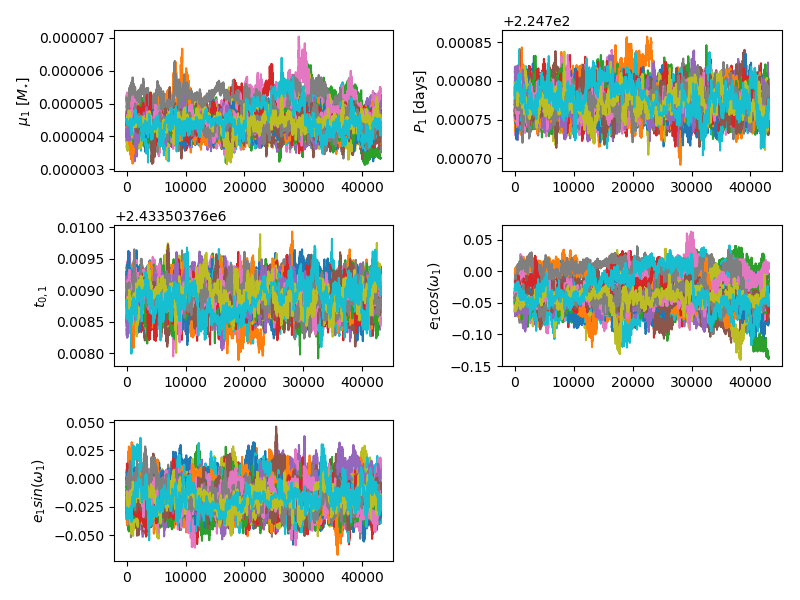 +2.247e2
0.000007
0.000006
0.000005
0.000004
0.000003
μ₁ [M⋆]
0 10000 20000 30000 40000
0.00085
0.00080
0.00075
0.00070
P₁ [days]
0 10000 20000 30000 40000
+2.43350376e6
0.0100
0.0095
0.0090
0.0085
0.0080
t₀,₁
0 10000 20000 30000 40000
0.05
0.00
−0.05
−0.10
−0.15
e₁cos(ω₁)
0 10000 20000 30000 40000
0.050
0.025
0.000
−0.025
−0.050
e₁sin(ω₁)
0 10000 20000 30000 40000